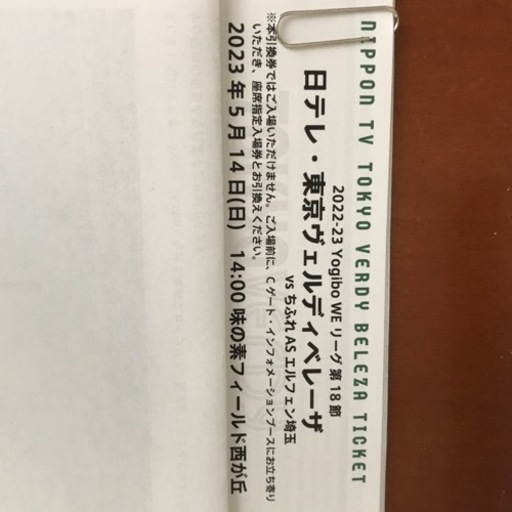 NIPPON TV TOKYO VERDY BELEZA TICKET
2022-23 Yogibo WE リーグ 第 18 節
日テレ・東京ヴェルディベレーザ
vs ちふれ AS エルフェン埼玉
※本引換券ではご入場いただけません。ご入場前に、C ゲート・インフォメーションブースにお立ち寄り
いただき、座席指定入場券とお引換えください。
2023 年 5 月 14 日(日) 14:00 味の素フィールド西が丘